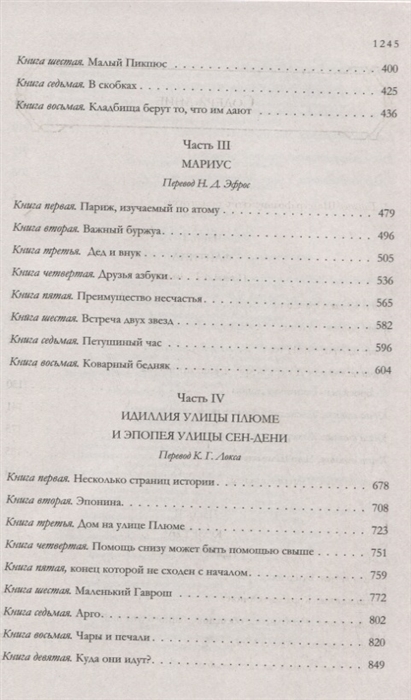 1245
Книга шестая. Малый Пикпюс 400
Книга седьмая. В скобках 425
Книга восьмая. Кладбища берут то, что им дают 436
Часть III
МАРИУС
Перевод Н. Д. Эфрос
Книга первая. Париж, изучаемый по атому 479
Книга вторая. Важный буржуа 496
Книга третья. Дед и внук 505
Книга четвертая. Друзья азбуки 536
Книга пятая. Преимущество несчастья 565
Книга шестая. Встреча двух звезд 582
Книга седьмая. Петушиный час 596
Книга восьмая. Коварный бедняк 604
Часть IV
ИДИЛЛИЯ УЛИЦЫ ПЛЮМЕ
И ЭПОПЕЯ УЛИЦЫ СЕН-ДЕНИ
Перевод К. Г. Локса
Книга первая. Несколько страниц истории 678
Книга вторая. Эпонина 708
Книга третья. Дом на улице Плюме 723
Книга четвертая. Помощь снизу может быть помощью свыше 751
Книга пятая, конец которой не сходен с началом 759
Книга шестая. Маленький Гаврош 772
Книга седьмая. Арго 802
Книга восьмая. Чары и печали 820
Книга девятая. Куда они идут? 849